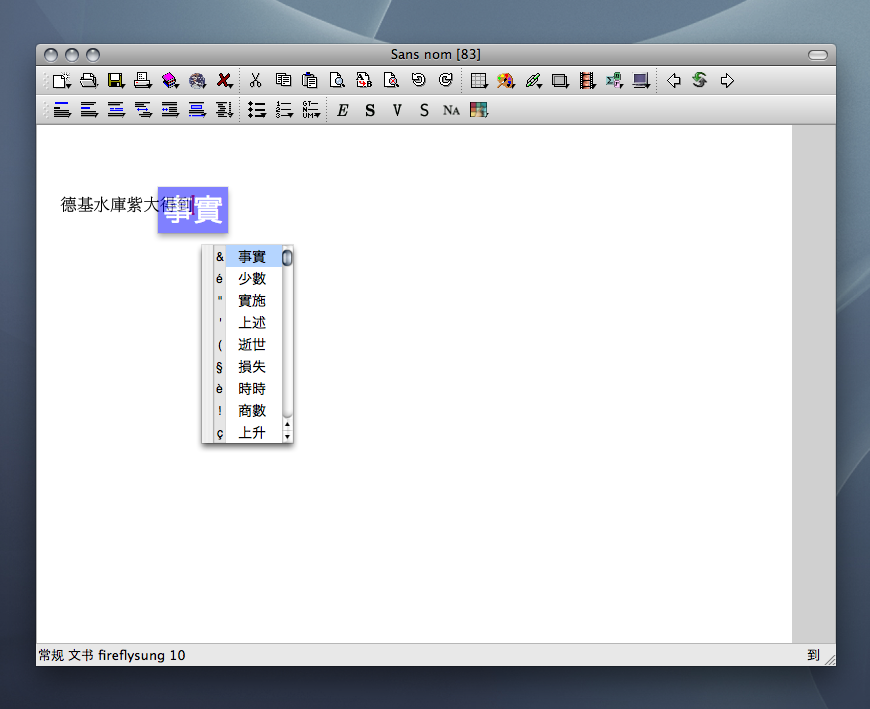 Sans nom [83]
E S V S NA
德基水庫紫大得到
事實
& 事實
é 少數
" 實施
' 上述
( 逝世
§ 損失
è 時時
! 商數
ç 上升
常规 文书 fireflysung 10
到